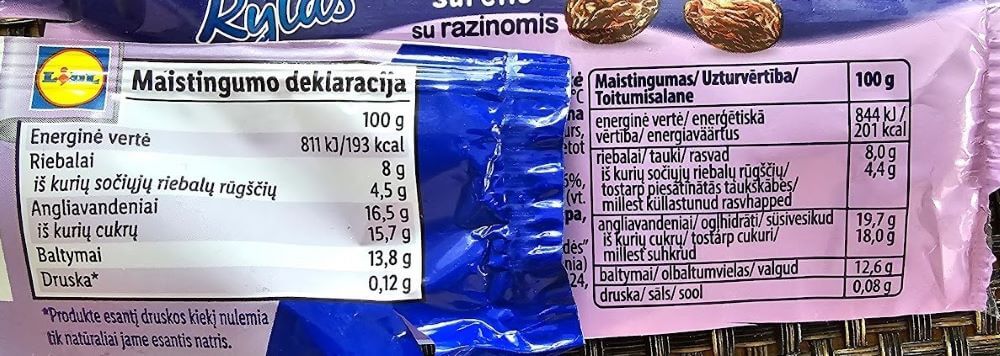 Rylas
su razinomis
LIDL
Maistingumo deklaracija
100 g
Energinė vertė 811 kJ/193 kcal
Riebalai 8 g
iš kurių sočiųjų riebalų rūgščių 4,5 g
Angliavandeniai 16,5 g
iš kurių cukrų 15,7 g
Baltymai 13,8 g
Druska* 0,12 g
*Produkte esantį druskos kiekį nulemia
tik natūraliai jame esantis natris.
Maistingumas/ Uzturvērtība/ 100 g
Toitumisalane
energinė vertė/ enerģētiskā 844 kJ/
vērtība/ energiaväärtus 201 kcal
riebalai/ tauki/ rasvad 8,0 g
iš kurių sočiųjų riebalų rūgščių/ 4,4 g
tostarp piesātinātās taukskābes/
millest küllastunud rasvhapped
angliavandeniai/ ogļhidrāti/ süsivesikud 19,7 g
iš kurių cukrų/ tostarp cukuri/ 18,0 g
millest suhkrud
baltymai/ olbaltumvielas/ valgud 12,6 g
druska/ sāls/ sool 0,08 g